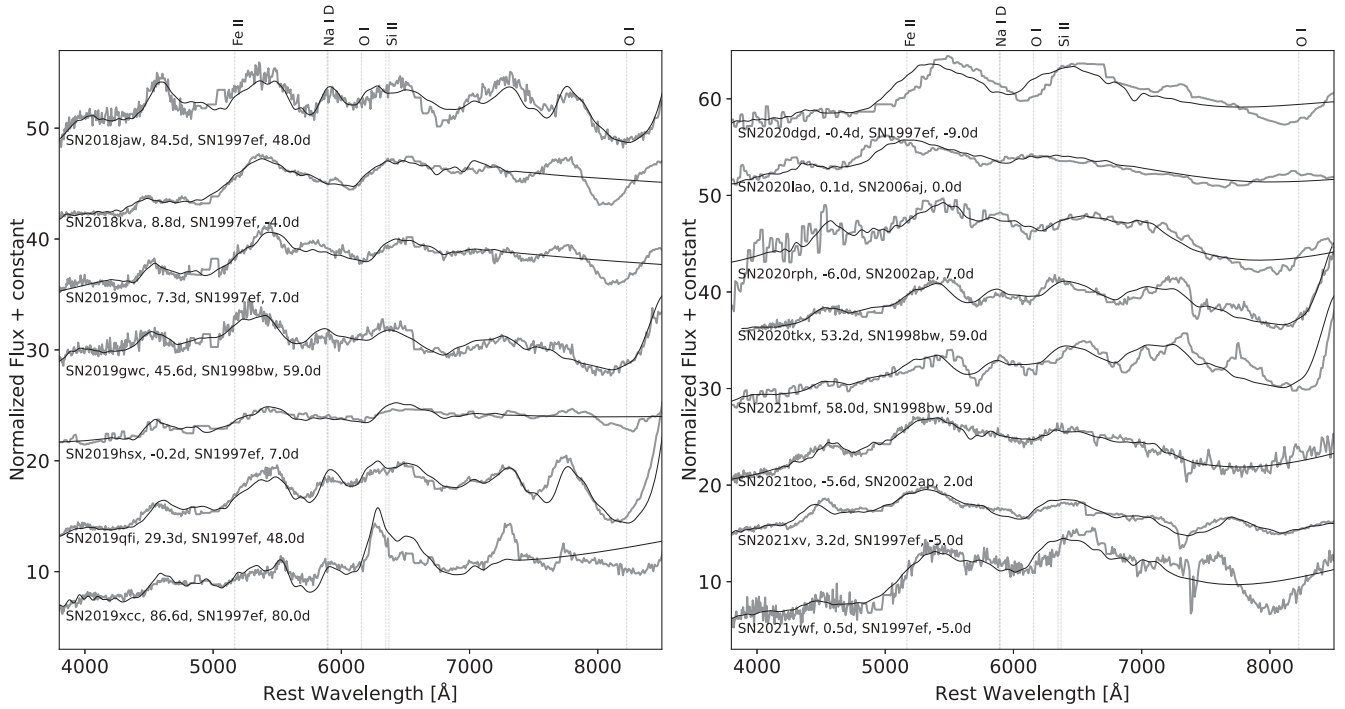 Fe II
Na I D
O I
Si II
O I
Normalized Flux + constant
50
40
30
20
10
SN2018jaw, 84.5d, SN1997ef, 48.0d
SN2018kva, 8.8d, SN1997ef, -4.0d
SN2019moc, 7.3d, SN1997ef, 7.0d
SN2019gwc, 45.6d, SN1998bw, 59.0d
SN2019hsx, -0.2d, SN1997ef, 7.0d
SN2019qfi, 29.3d, SN1997ef, 48.0d
SN2019xcc, 86.6d, SN1997ef, 80.0d
4000 5000 6000 7000 8000
Rest Wavelength [Å]
Fe II
Na I D
O I
Si II
O I
Normalized Flux + constant
60
50
40
30
20
10
SN2020dgd, -0.4d, SN1997ef, -9.0d
SN2020lao, 0.1d, SN2006aj, 0.0d
SN2020rph, -6.0d, SN2002ap, 7.0d
SN2020tkx, 53.2d, SN1998bw, 59.0d
SN2021bmf, 58.0d, SN1998bw, 59.0d
SN2021too, -5.6d, SN2002ap, 2.0d
SN2021xv, 3.2d, SN1997ef, -5.0d
SN2021ywf, 0.5d, SN1997ef, -5.0d
4000 5000 6000 7000 8000
Rest Wavelength [Å]